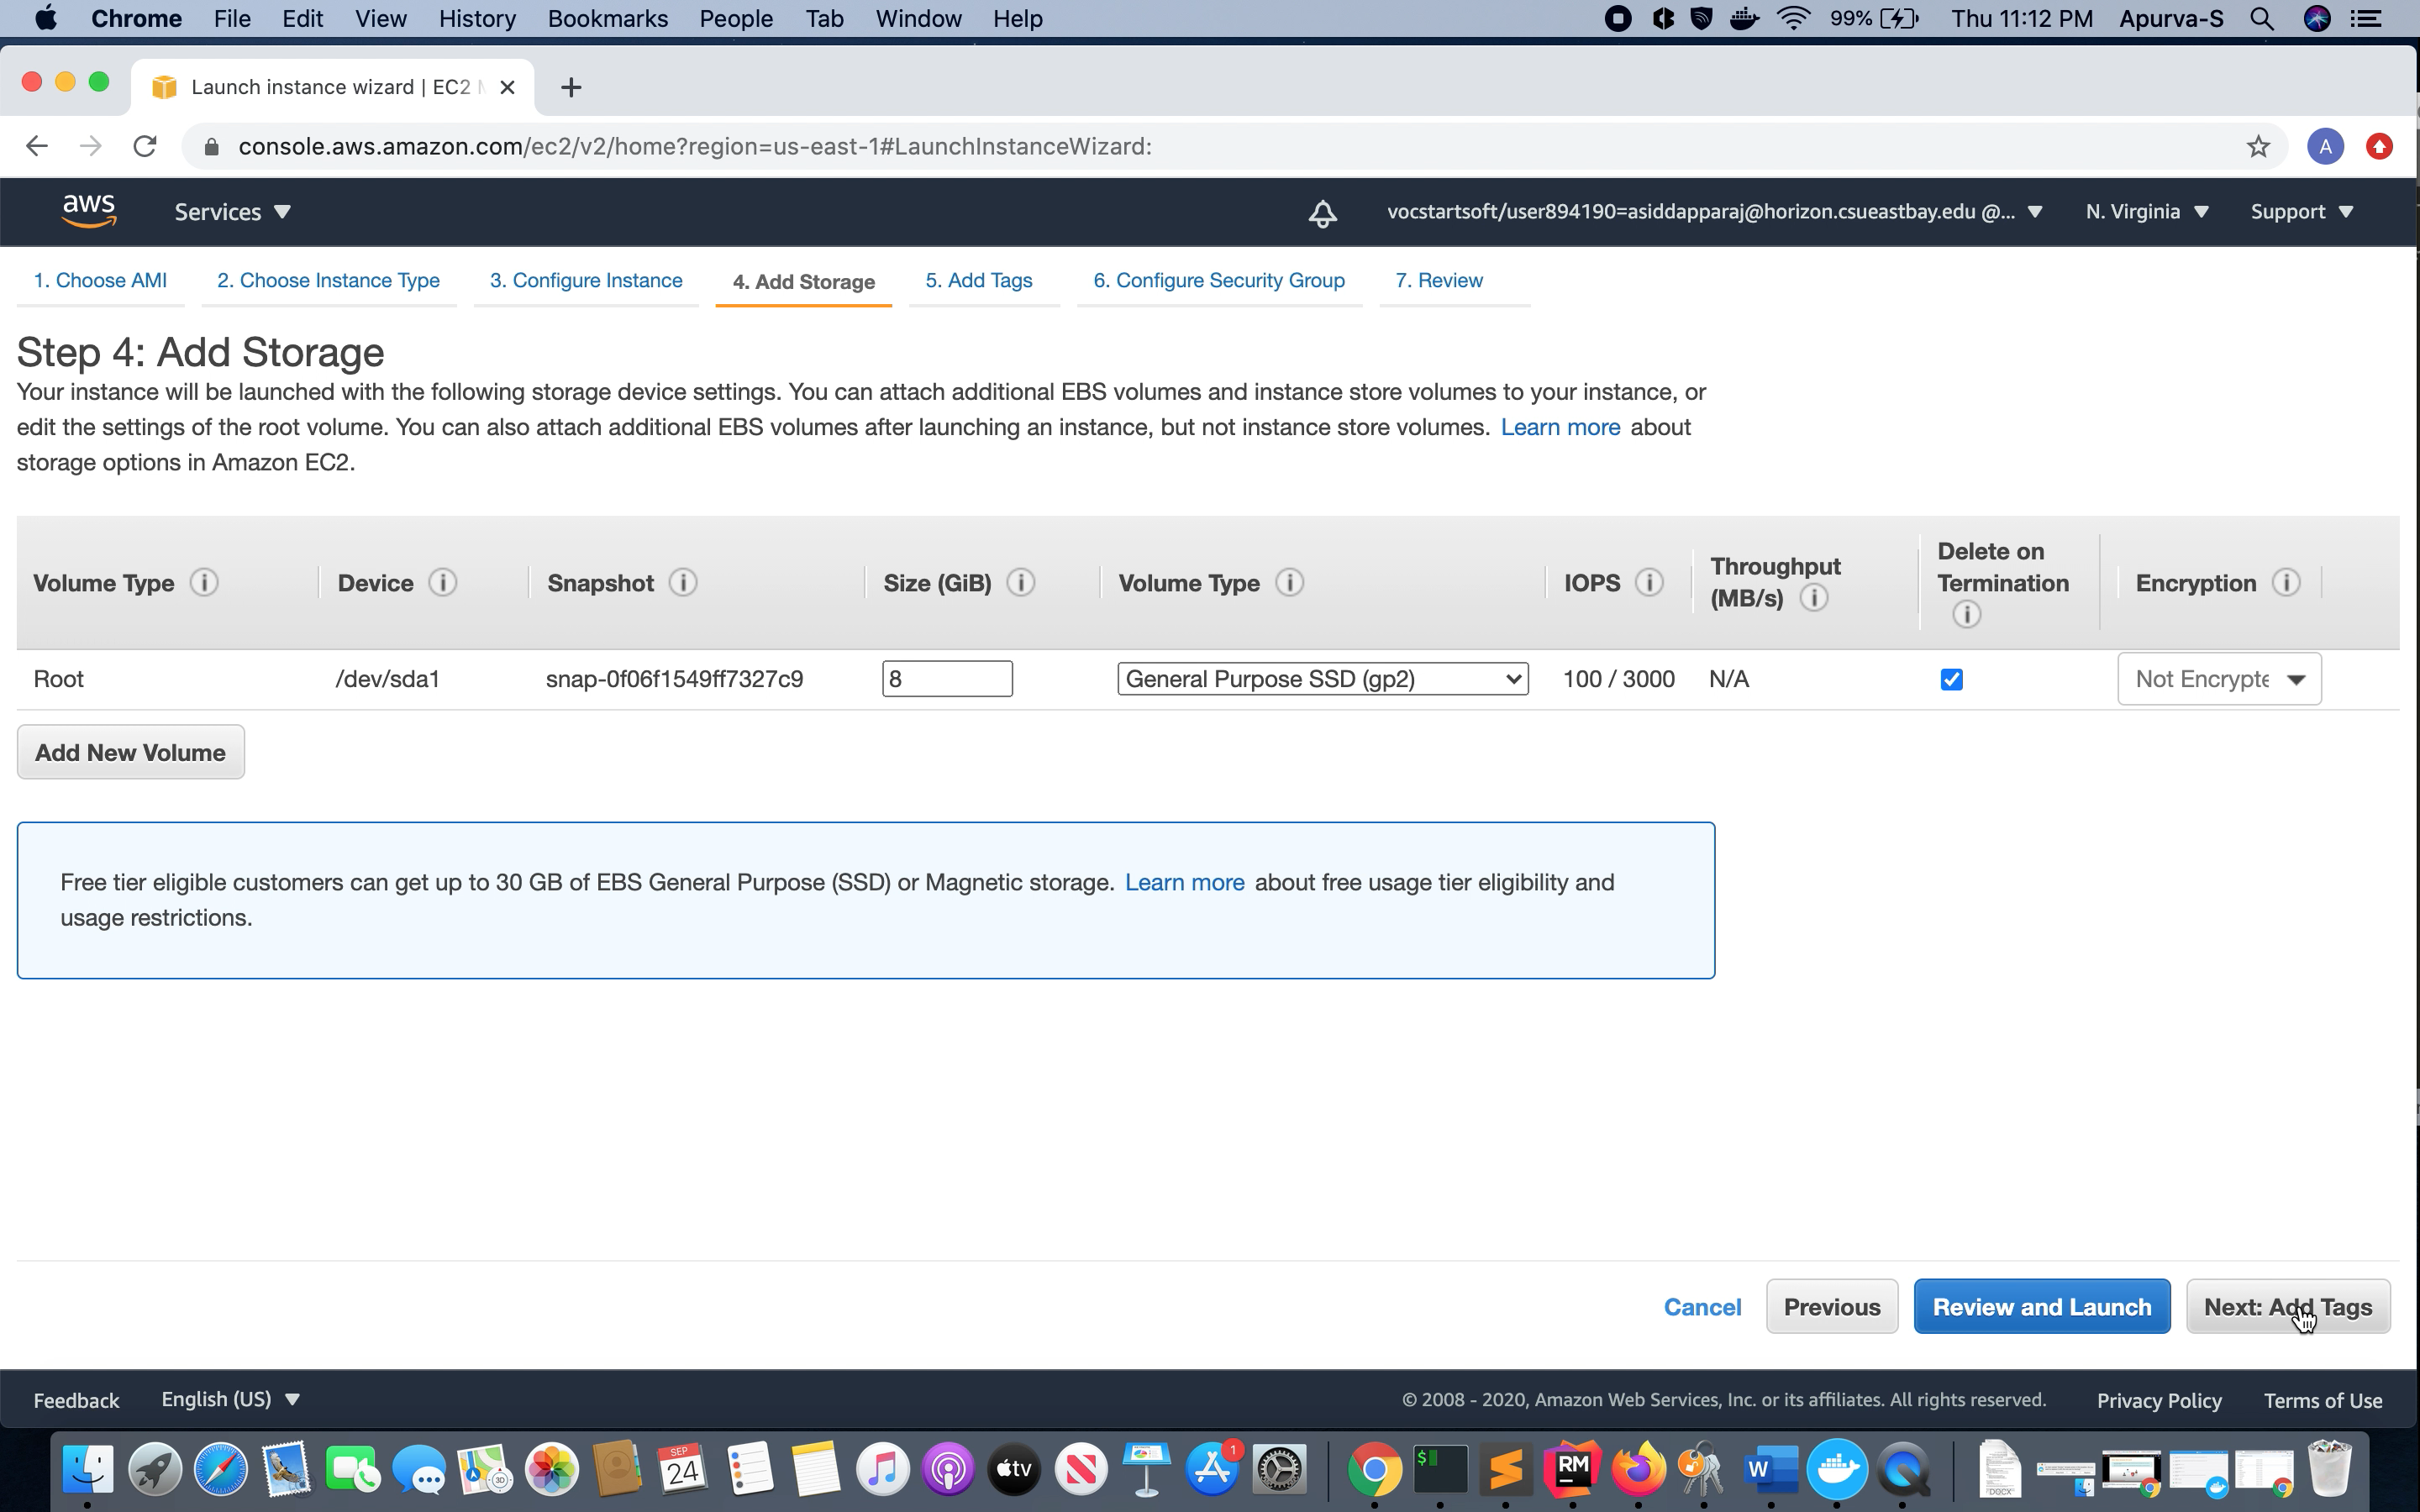 Chrome File Edit View History Bookmarks People Tab Window Help 99% Thu 11:12 PM Apurva-S
Launch instance wizard | EC2
console.aws.amazon.com/ec2/v2/home?region=us-east-1#LaunchInstanceWizard: A
aws Services vocstartsoft/user894190=asiddapparaj@horizon.csueastbay.edu @... N. Virginia Support
1. Choose AMI 2. Choose Instance Type 3. Configure Instance 4. Add Storage 5. Add Tags 6. Configure Security Group 7. Review
Step 4: Add Storage
Your instance will be launched with the following storage device settings. You can attach additional EBS volumes and instance store volumes to your instance, or
edit the settings of the root volume. You can also attach additional EBS volumes after launching an instance, but not instance store volumes. Learn more about
storage options in Amazon EC2.
Volume Type i Device i Snapshot i Size (GiB) i Volume Type i IOPS i Throughput (MB/s) i Delete on Termination i Encryption i
Root /dev/sda1 snap-0f06f1549ff7327c9 8 General Purpose SSD (gp2) 100 / 3000 N/A Not Encrypte
Add New Volume
Free tier eligible customers can get up to 30 GB of EBS General Purpose (SSD) or Magnetic storage. Learn more about free usage tier eligibility and
usage restrictions.
Cancel Previous Review and Launch Next: Add Tags
Feedback English (US) © 2008 - 2020, Amazon Web Services, Inc. or its affiliates. All rights reserved. Privacy Policy Terms of Use
3D SEP 24 tv 1 $ RM W DOCX